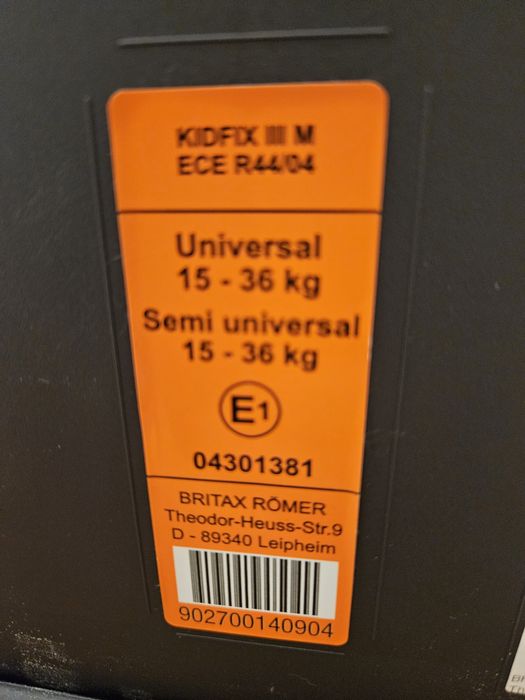 KIDFIX III M
ECE R44/04
Universal
15 - 36 kg
Semi universal
15 - 36 kg
E1
04301381
BRITAX RÖMER
Theodor-Heuss-Str.9
D - 89340 Leipheim
902700140904